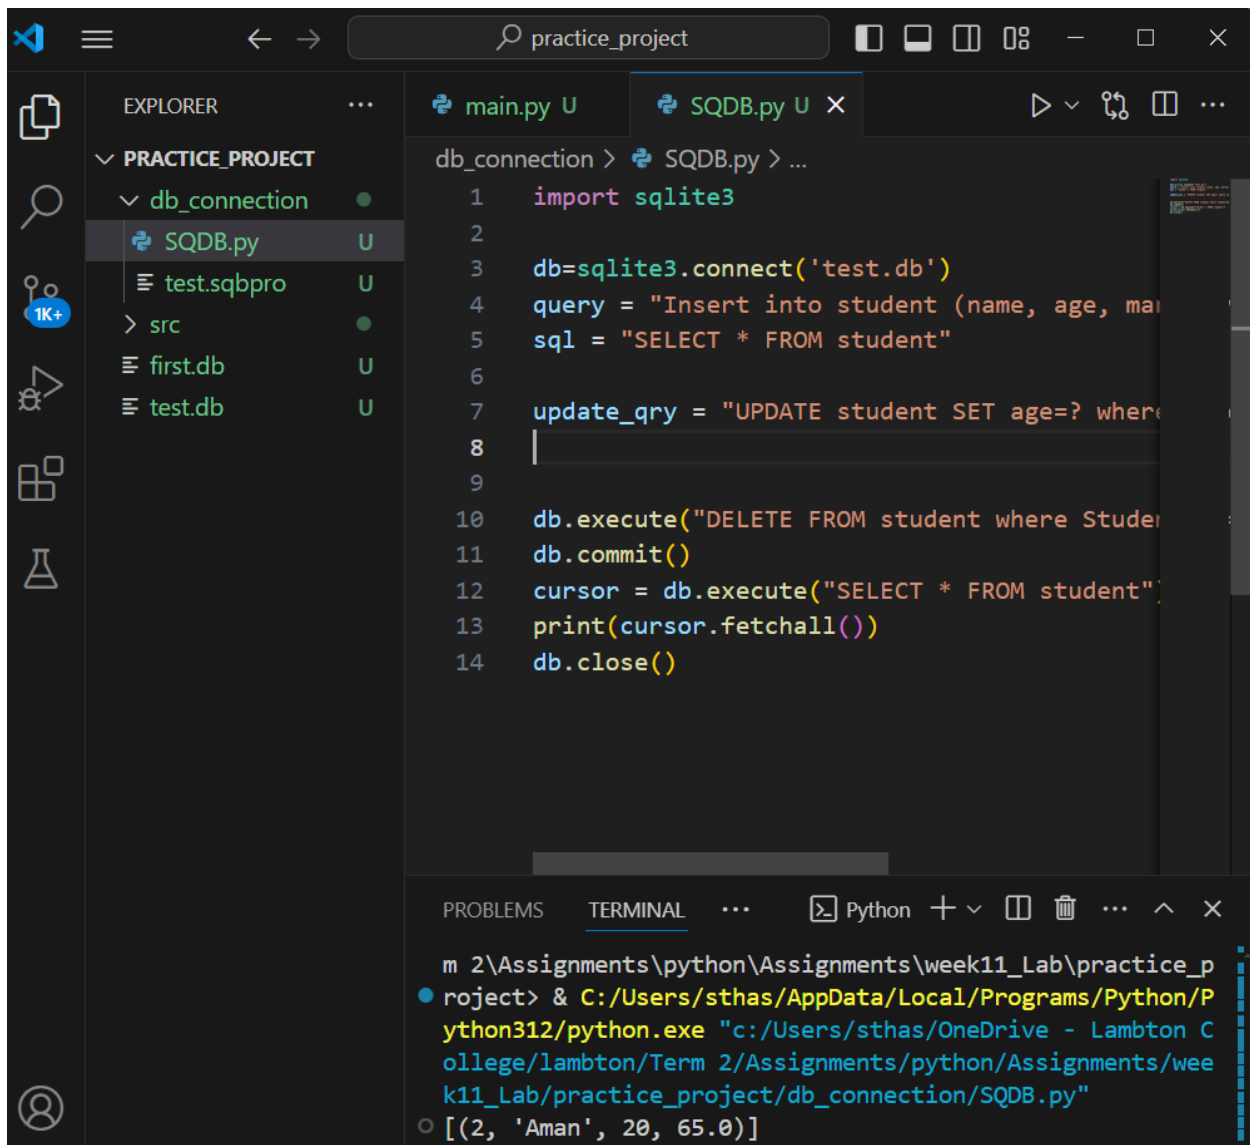 practice_project
EXPLORER
PRACTICE_PROJECT
db_connection
SQDB.py U
test.sqbpro U
src
first.db U
test.db U
1K+
main.py U
SQDB.py U
db_connection > SQDB.py > ...
1 import sqlite3
2
3 db=sqlite3.connect('test.db')
4 query = "Insert into student (name, age, mar
5 sql = "SELECT * FROM student"
6
7 update_qry = "UPDATE student SET age=? where
8
9
10 db.execute("DELETE FROM student where Studen
11 db.commit()
12 cursor = db.execute("SELECT * FROM student")
13 print(cursor.fetchall())
14 db.close()
PROBLEMS TERMINAL ... Python
m 2\Assignments\python\Assignments\week11_Lab\practice_p
roject> & C:/Users/sthas/AppData/Local/Programs/Python/P
ython312/python.exe "c:/Users/sthas/OneDrive - Lambton C
ollege/lambton/Term 2/Assignments/python/Assignments/wee
k11_Lab/practice_project/db_connection/SQDB.py"
[(2, 'Aman', 20, 65.0)]